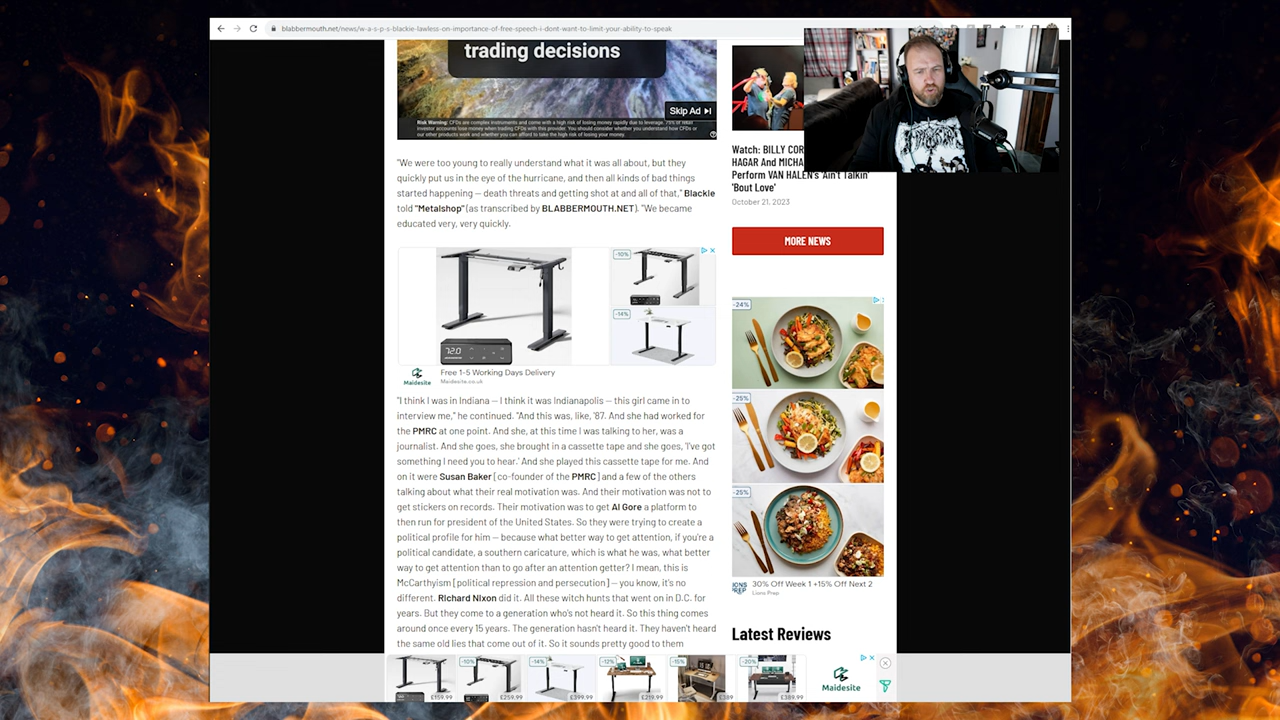 blabbermouth.net/news/w-a-s-p-s-blackie-lawless-on-importance-of-free-speech-i-dont-want-to-limit-your-ability-to-speak
trading decisions
Skip Ad
Risk Warning: CFDs are complex instruments and come with a high risk of losing money rapidly due to leverage. 75% of retail
investor accounts lose money when trading CFDs with this provider. You should consider whether you understand how CFDs or
our other products work and whether you can afford to take the high risk of losing your money.
"We were too young to really understand what it was all about, but they
quickly put us in the eye of the hurricane, and then all kinds of bad things
started happening — death threats and getting shot at and all of that," Blackie
told "Metalshop" (as transcribed by BLABBERMOUTH.NET). "We became
educated very, very quickly.
-10%
-14%
72.0
Maidesite
Free 1-5 Working Days Delivery
Maidesite.co.uk
"I think I was in Indiana — I think it was Indianapolis — this girl came in to
interview me," he continued. "And this was, like, '87. And she had worked for
the PMRC at one point. And she, at this time I was talking to her, was a
journalist. And she goes, she brought in a cassette tape and she goes, 'I've got
something I need you to hear.' And she played this cassette tape for me. And
on it were Susan Baker [co-founder of the PMRC] and a few of the others
talking about what their real motivation was. And their motivation was not to
get stickers on records. Their motivation was to get Al Gore a platform to
then run for president of the United States. So they were trying to create a
political profile for him — because what better way to get attention, if you're a
political candidate, a southern caricature, which is what he was, what better
way to get attention than to go after an attention getter? I mean, this is
McCarthyism [political repression and persecution] — you know, it's no
different. Richard Nixon did it. All these witch hunts that went on in D.C. for
years. But they come to a generation who's not heard it. So this thing comes
around once every 15 years. The generation hasn't heard it. They haven't heard
the same old lies that come out of it. So it sounds pretty good to them
Watch: BILLY COR
HAGAR And MICHA
Perform VAN HALEN's 'Ain't Talkin'
'Bout Love'
October 21, 2023
MORE NEWS
-24%
-25%
-25%
LIONS
PREP
30% Off Week 1 +15% Off Next 2
Lions Prep
Latest Reviews
£159.99
-10%
£259.99
-14%
£399.99
-12%
£219.99
-15%
£389
-20%
£389.99
Maidesite